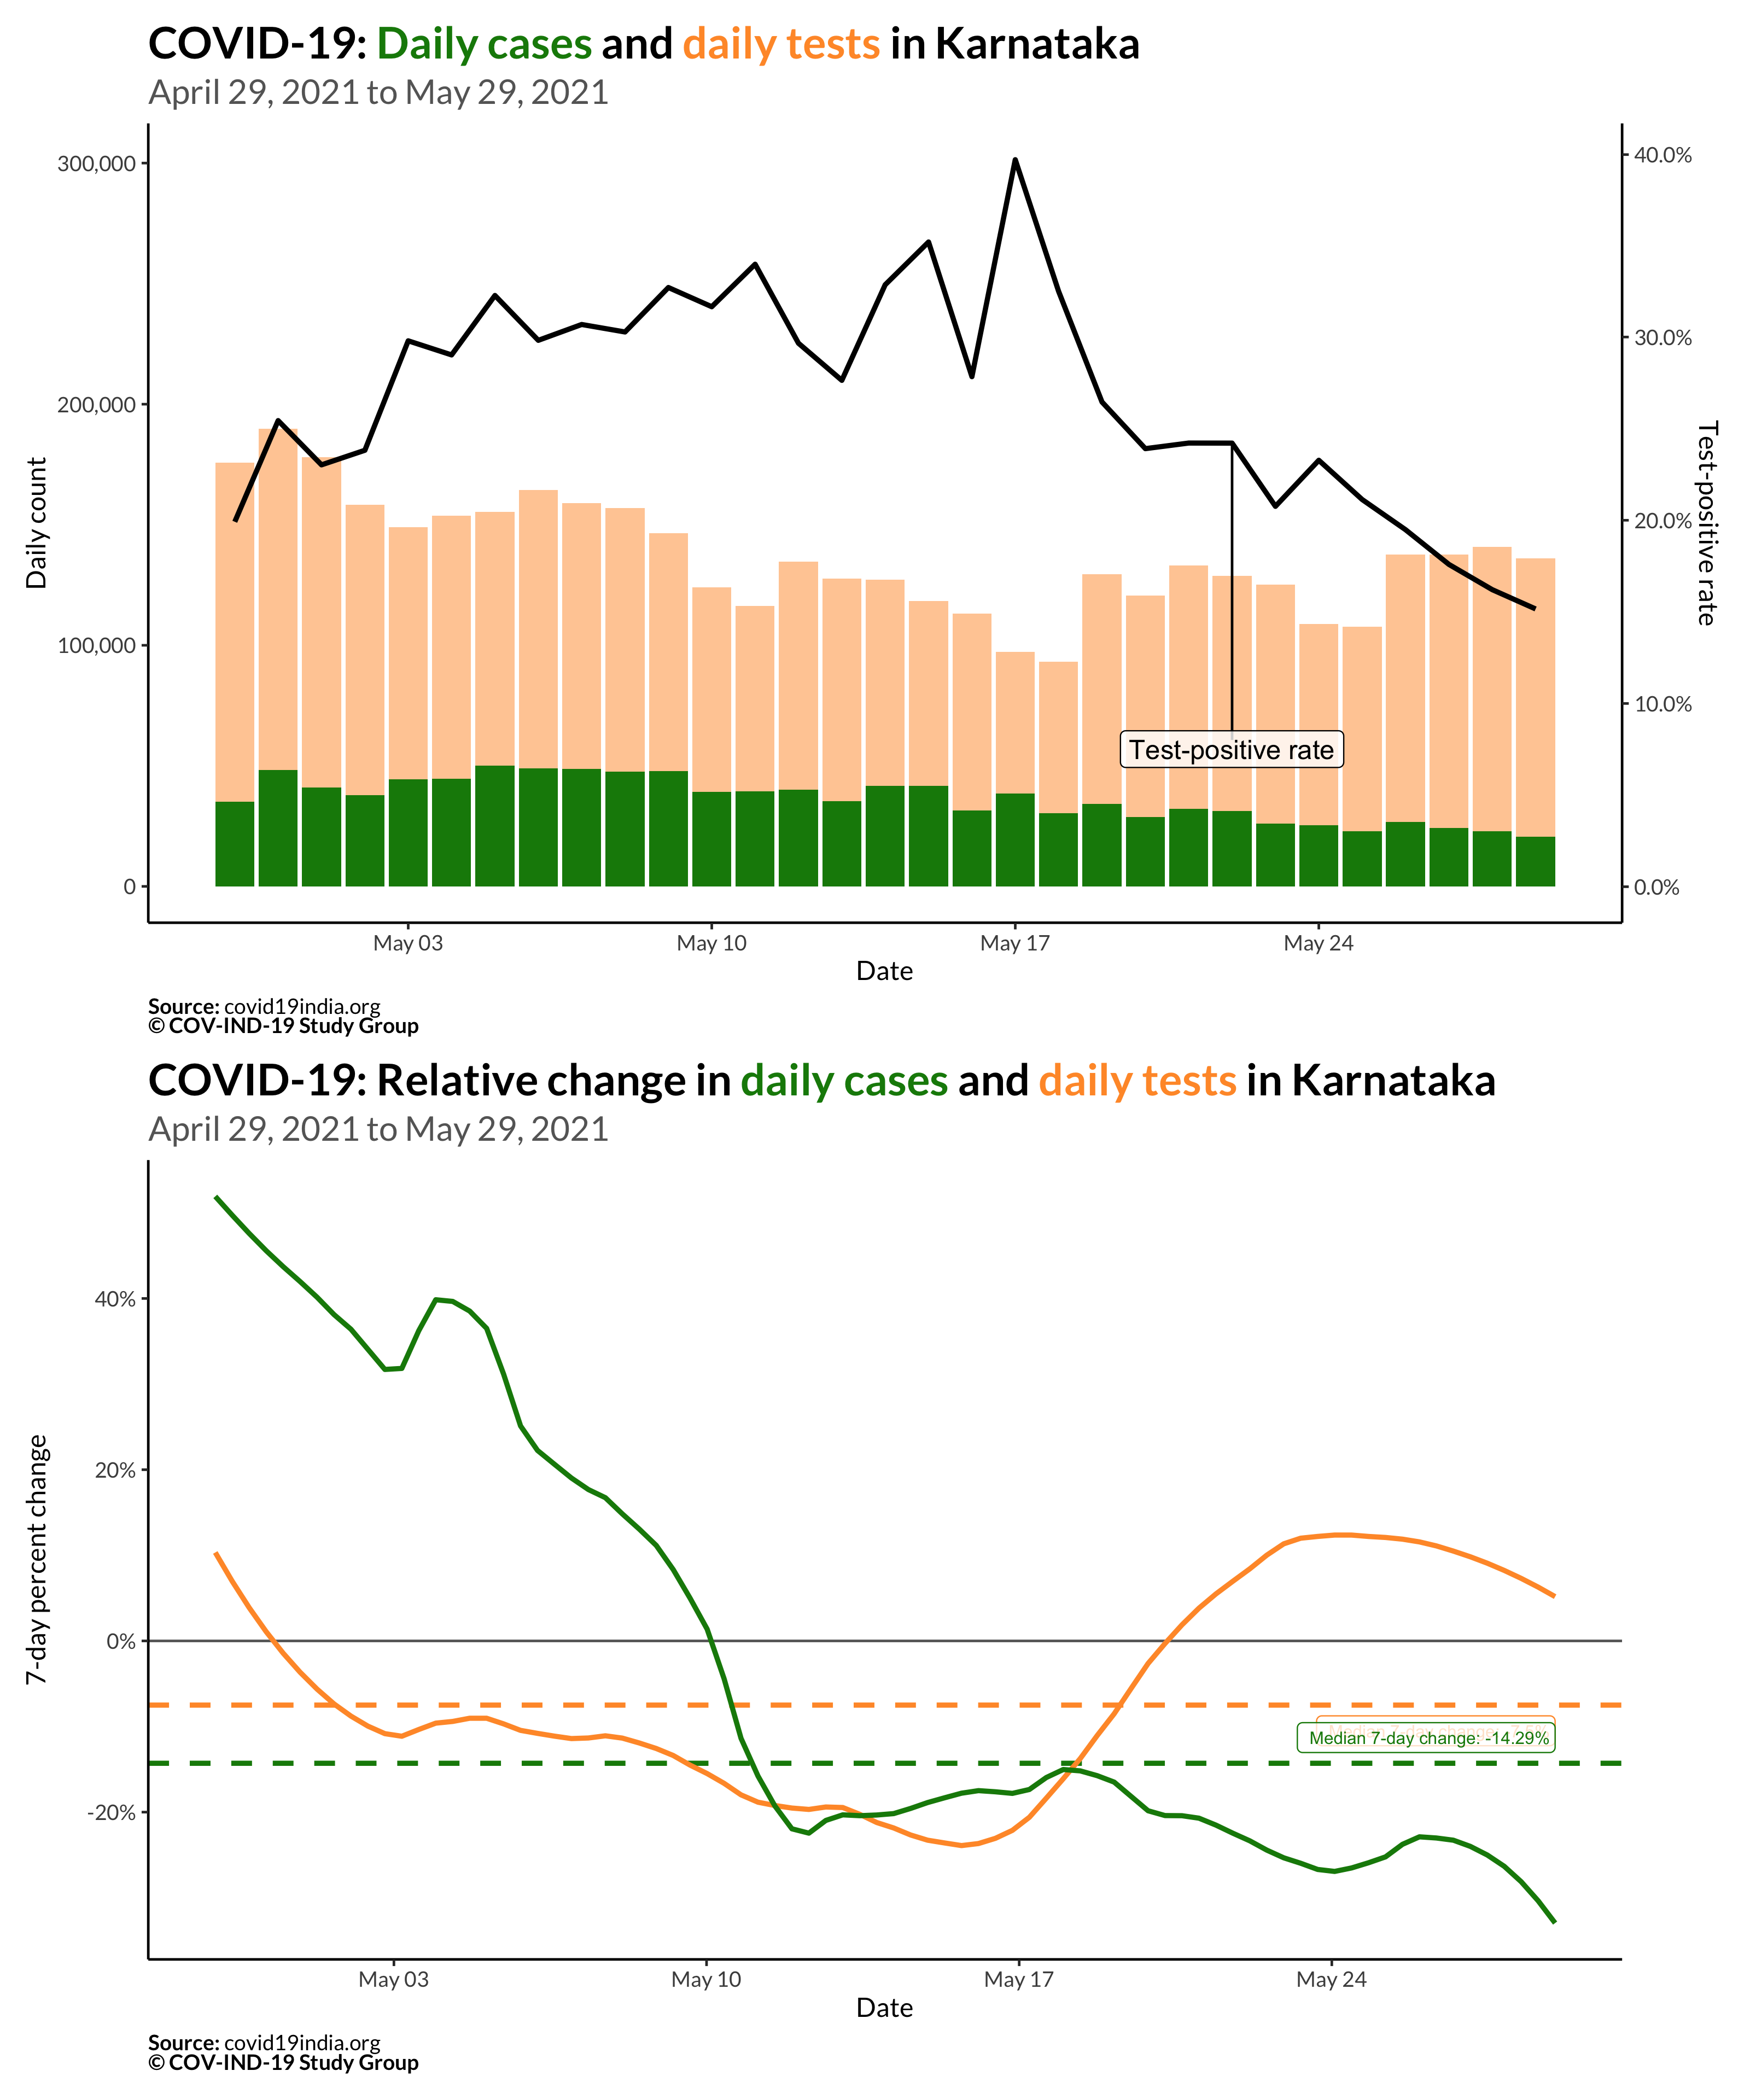 COVID-19: Daily cases and daily tests in Karnataka
April 29, 2021 to May 29, 2021
300,000
200,000
100,000
0
Daily count
40.0%
30.0%
20.0%
10.0%
0.0%
Test-positive rate
Test-positive rate
May 03
May 10
May 17
May 24
Date
Source: covid19india.org
© COV-IND-19 Study Group
COVID-19: Relative change in daily cases and daily tests in Karnataka
April 29, 2021 to May 29, 2021
40%
20%
0%
-20%
7-day percent change
Median 7-day change:
Median 7-day change: -14.29%
May 03
May 10
May 17
May 24
Date
Source: covid19india.org
© COV-IND-19 Study Group